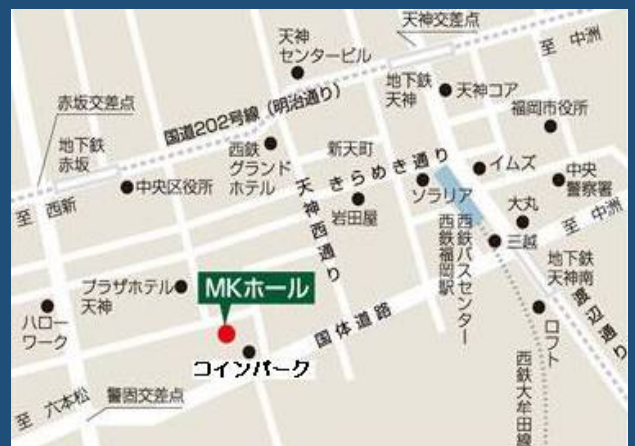 天神交差点
至 中洲
天神
センタービル
地下鉄
天神
天神コア
赤坂交差点
国道202号線（明治通り）
福岡市役所
地下鉄
赤坂
西鉄
グランド
ホテル
新天町
きらめき通り
イムズ
中央
警察署
中央区役所
天神西通り
岩田屋
ソラリア
大丸
至 中洲
至 西新
三越
西鉄バスセンター
西鉄福岡駅
地下鉄
天神南
プラザホテル
天神
MKホール
渡辺通り
ハロー
ワーク
国体道路
ロフト
コインパーク
西鉄大牟田線
至 六本松
警固交差点